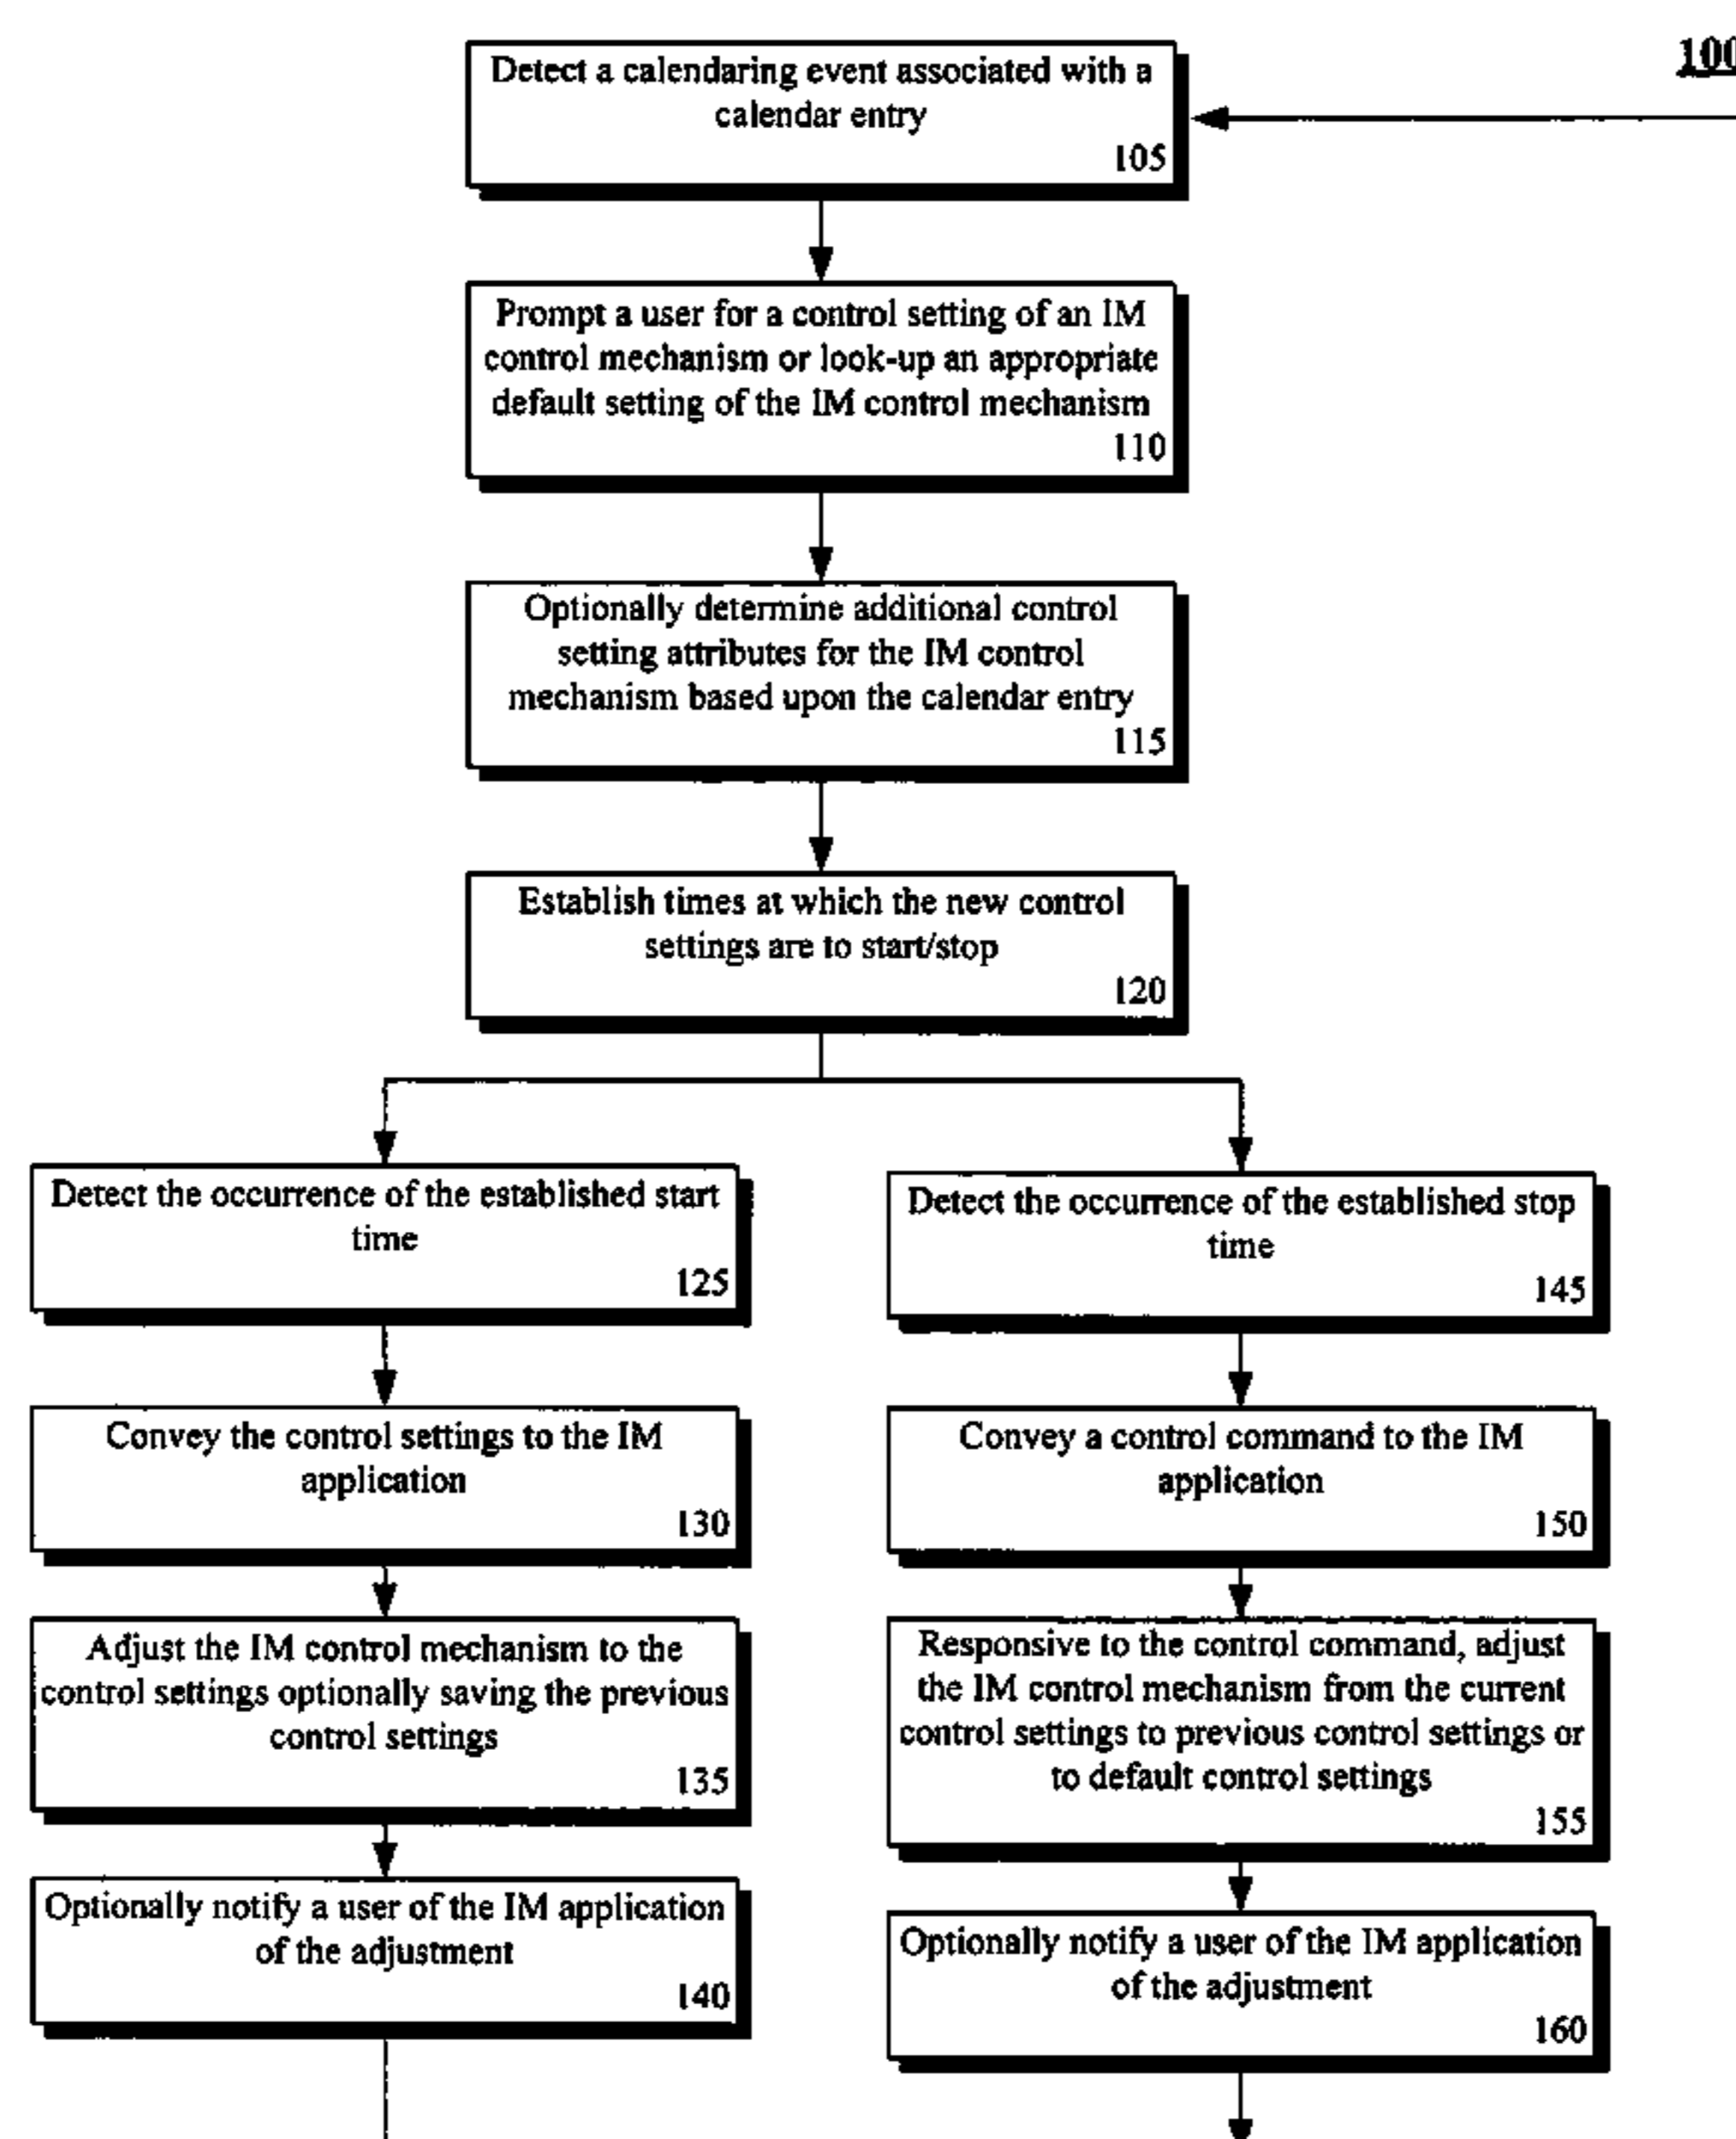 100
Detect a calendaring event associated with a
calendar entry
105
Prompt a user for a control setting of an IM
control mechanism or look-up an appropriate
default setting of the IM control mechanism
110
Optionally determine additional control
setting attributes for the IM control
mechanism based upon the calendar entry
115
Establish times at which the new control
settings are to start/stop
120
Detect the occurrence of the established start
time
125
Convey the control settings to the IM
application
130
Adjust the IM control mechanism to the
control settings optionally saving the previous
control settings
135
Optionally notify a user of the IM application
of the adjustment
140
Detect the occurrence of the established stop
time
145
Convey a control command to the IM
application
150
Responsive to the control command, adjust
the IM control mechanism from the current
control settings to previous control settings or
to default control settings
155
Optionally notify a user of the IM application
of the adjustment
160